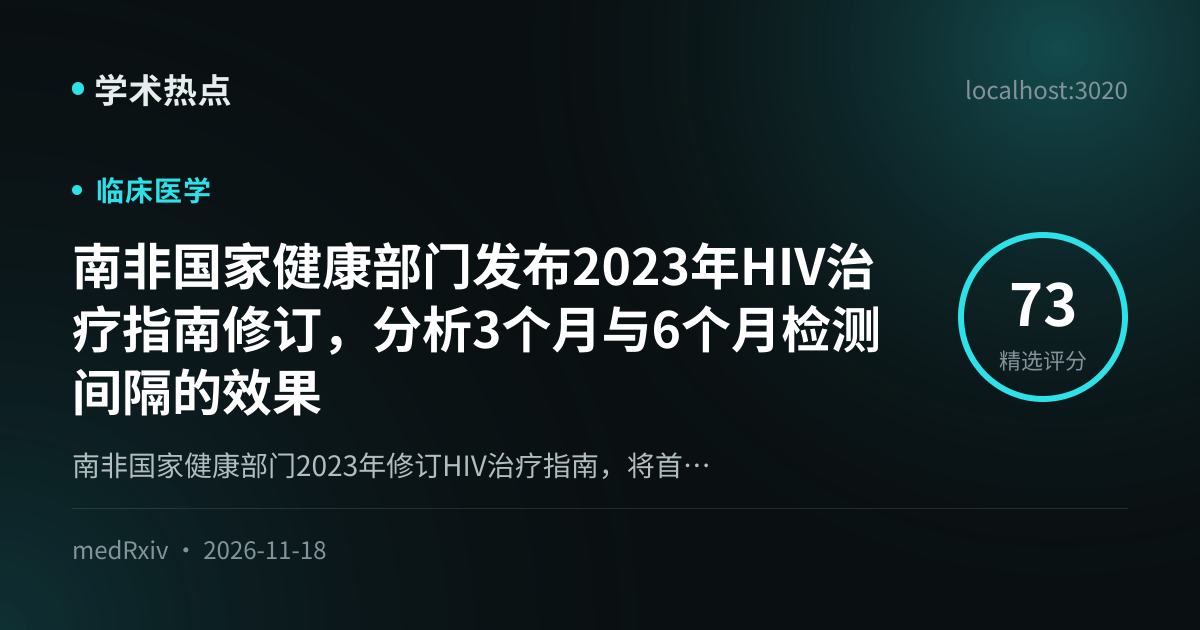 学术热点
localhost:3020
临床医学
南非国家健康部门发布2023年HIV治
疗指南修订，分析3个月与6个月检测
间隔的效果
73
精选评分
南非国家健康部门2023年修订HIV治疗指南，将首…
medRxiv · 2026-11-18